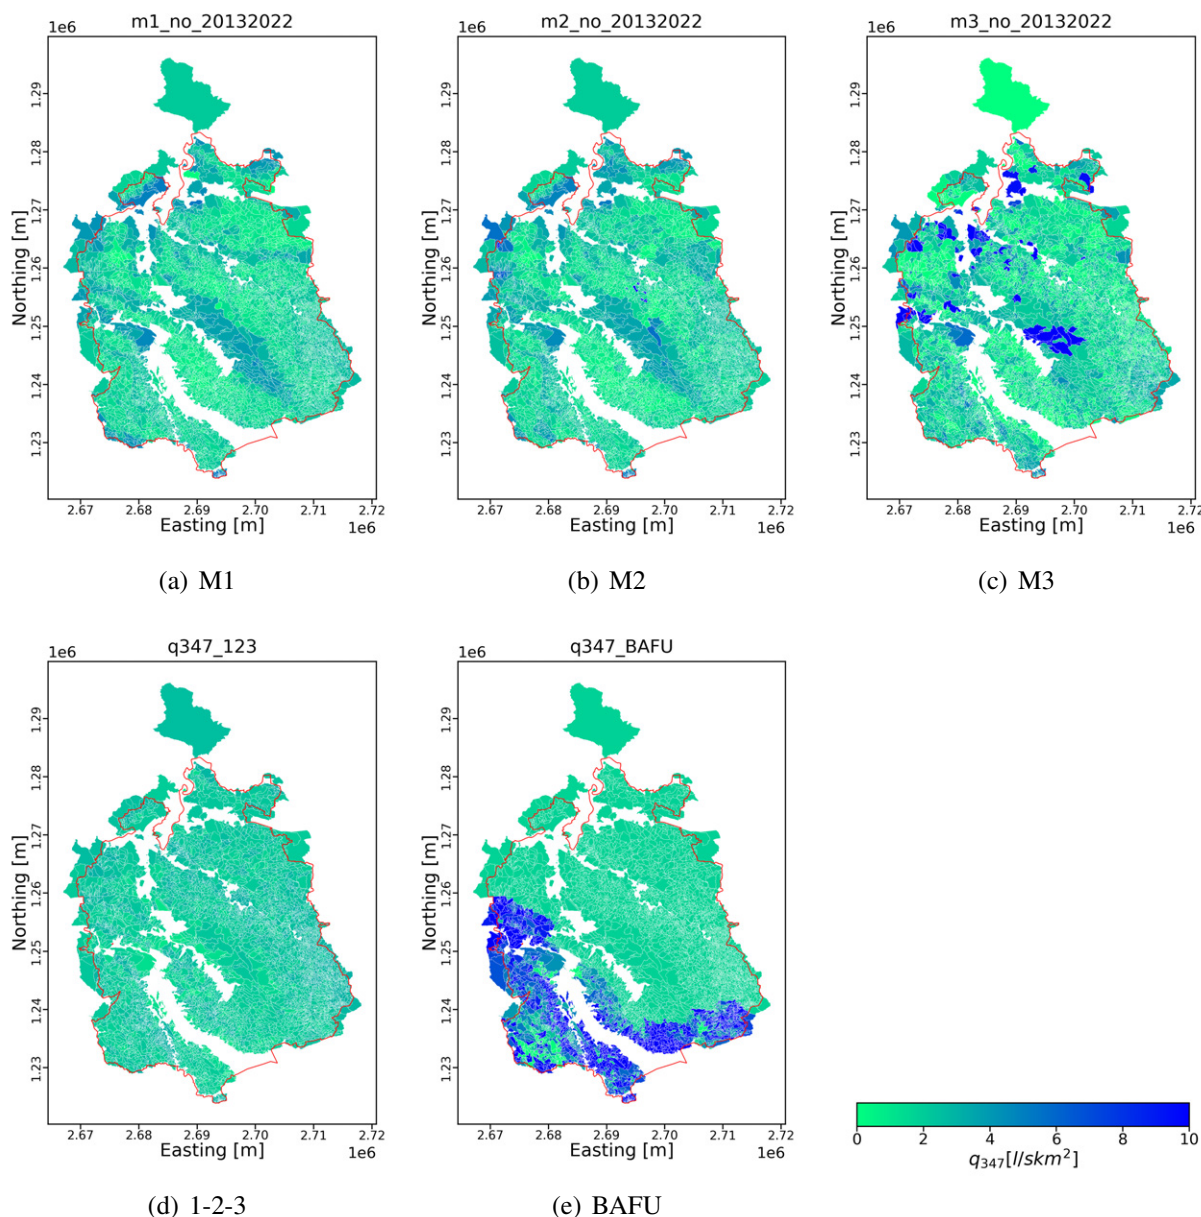 m1_no_20132022
m2_no_20132022
m3_no_20132022
1e6
1e6
1e6
Northing [m]
1.29
1.28
1.27
1.26
1.25
1.24
1.23
2.67 2.68 2.69 2.70 2.71 2.72
Easting [m]
1e6
Northing [m]
1.29
1.28
1.27
1.26
1.25
1.24
1.23
2.67 2.68 2.69 2.70 2.71 2.72
Easting [m]
1e6
Northing [m]
1.29
1.28
1.27
1.26
1.25
1.24
1.23
2.67 2.68 2.69 2.70 2.71 2.72
Easting [m]
1e6
(a) M1
(b) M2
(c) M3
q347_123
q347_BAFU
1e6
1e6
Northing [m]
1.29
1.28
1.27
1.26
1.25
1.24
1.23
2.67 2.68 2.69 2.70 2.71 2.72
Easting [m]
1e6
Northing [m]
1.29
1.28
1.27
1.26
1.25
1.24
1.23
2.67 2.68 2.69 2.70 2.71 2.72
Easting [m]
1e6
0 2 4 6 8 10
q347[l/skm²]
(d) 1-2-3
(e) BAFU